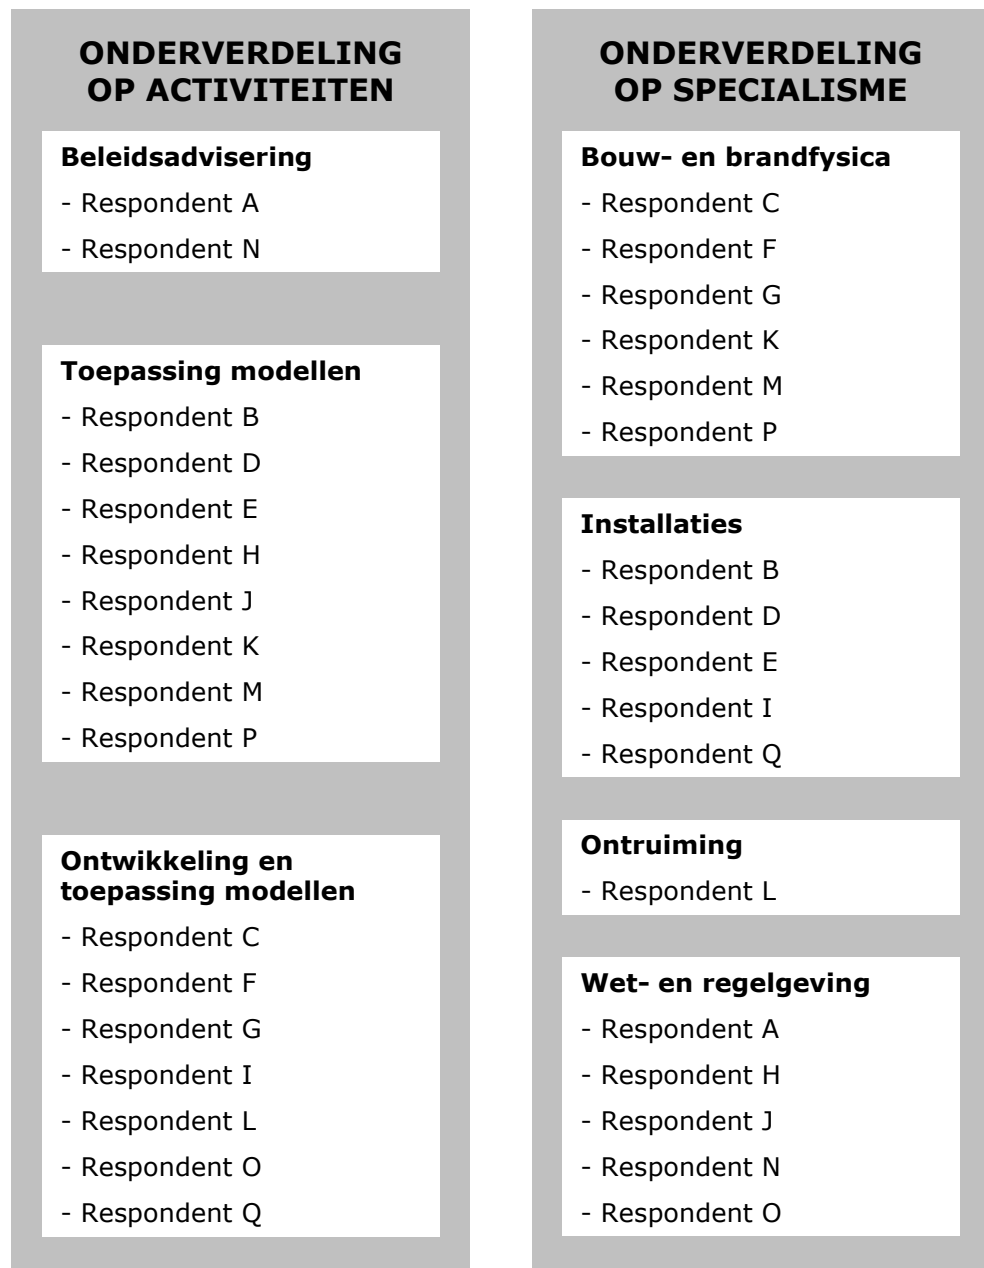 ONDERVERDELING
OP ACTIVITEITEN
Beleidsadvisering
- Respondent A
- Respondent N
Toepassing modellen
- Respondent B
- Respondent D
- Respondent E
- Respondent H
- Respondent J
- Respondent K
- Respondent M
- Respondent P
Ontwikkeling en
toepassing modellen
- Respondent C
- Respondent F
- Respondent G
- Respondent I
- Respondent L
- Respondent O
- Respondent Q
ONDERVERDELING
OP SPECIALISME
Bouw- en brandfysica
- Respondent C
- Respondent F
- Respondent G
- Respondent K
- Respondent M
- Respondent P
Installaties
- Respondent B
- Respondent D
- Respondent E
- Respondent I
- Respondent Q
Ontruiming
- Respondent L
Wet- en regelgeving
- Respondent A
- Respondent H
- Respondent J
- Respondent N
- Respondent O